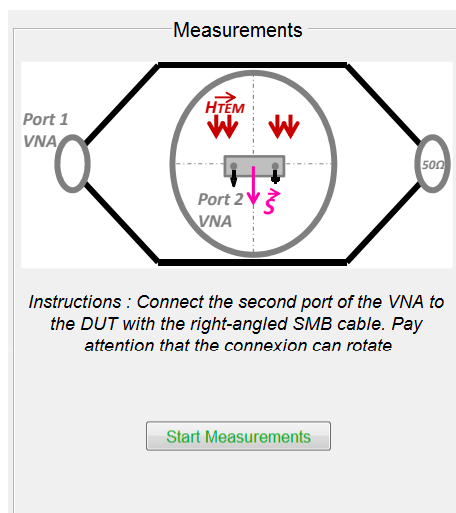 Measurements
HTEM
Port 1
VNA
50Ω
Port 2
VNA
S
Instructions : Connect the second port of the VNA to
the DUT with the right-angled SMB cable. Pay
attention that the connexion can rotate
Start Measurements